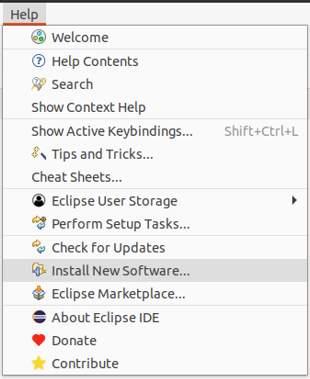 Help
Welcome
Help Contents
Search
Show Context Help
Show Active Keybindings... Shift+Ctrl+L
Tips and Tricks...
Cheat Sheets...
Eclipse User Storage
Perform Setup Tasks...
Check for Updates
Install New Software...
Eclipse Marketplace...
About Eclipse IDE
Donate
Contribute